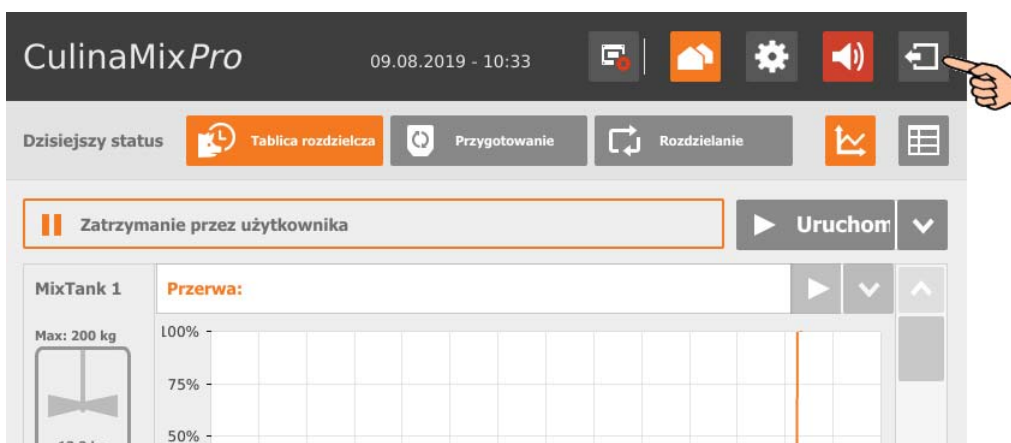 CulinaMixPro
09.08.2019 - 10:33
Dzisiejszy status
Tablica rozdzielcza
Przygotowanie
Rozdzielanie
Zatrzymanie przez użytkownika
Uruchom
MixTank 1
Przerwa:
Max: 200 kg
100%
75%
50%